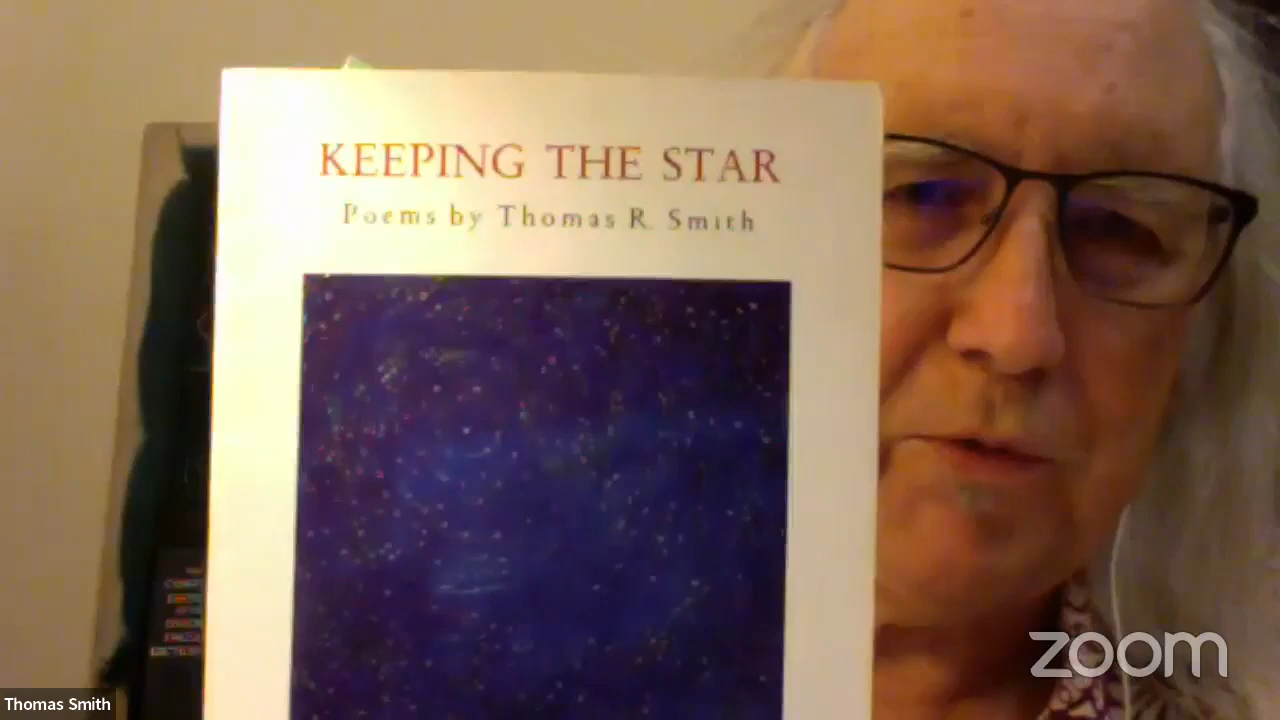 KEEPING THE STAR
Poems by Thomas R. Smith
zoom
Thomas Smith